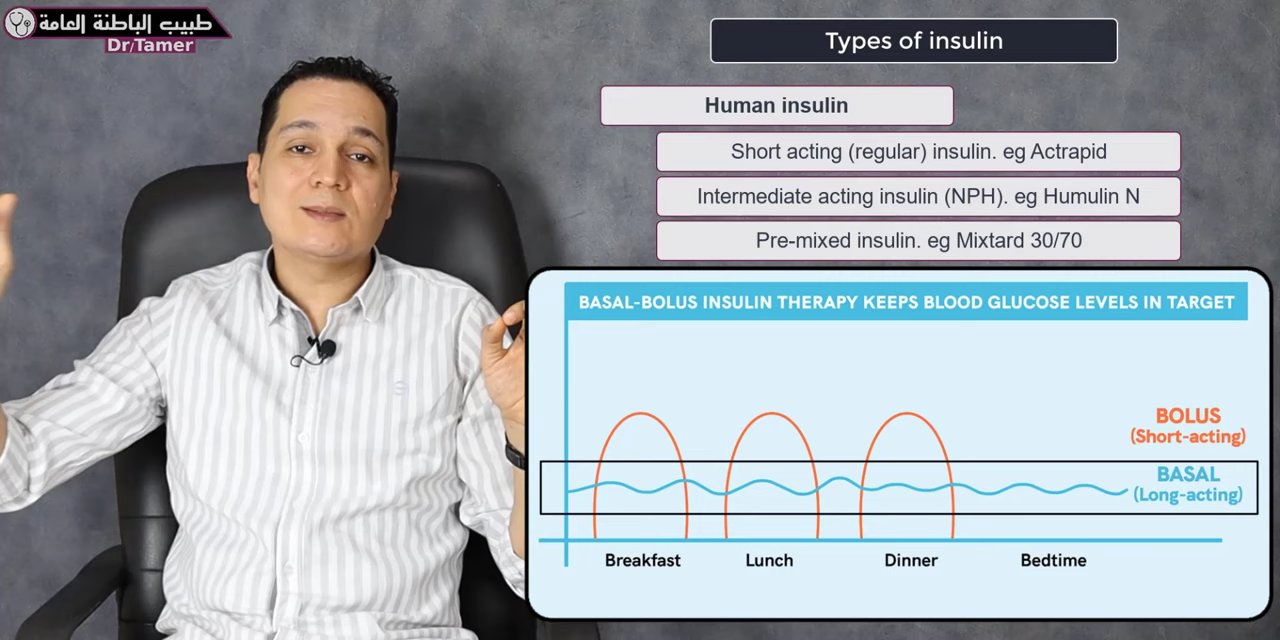 طبيب الباطنة العامة
Dr/Tamer
Types of insulin
Human insulin
Short acting (regular) insulin. eg Actrapid
Intermediate acting insulin (NPH). eg Humulin N
Pre-mixed insulin. eg Mixtard 30/70
BASAL-BOLUS INSULIN THERAPY KEEPS BLOOD GLUCOSE LEVELS IN TARGET
BOLUS
(Short-acting)
BASAL
(Long-acting)
Breakfast Lunch Dinner Bedtime